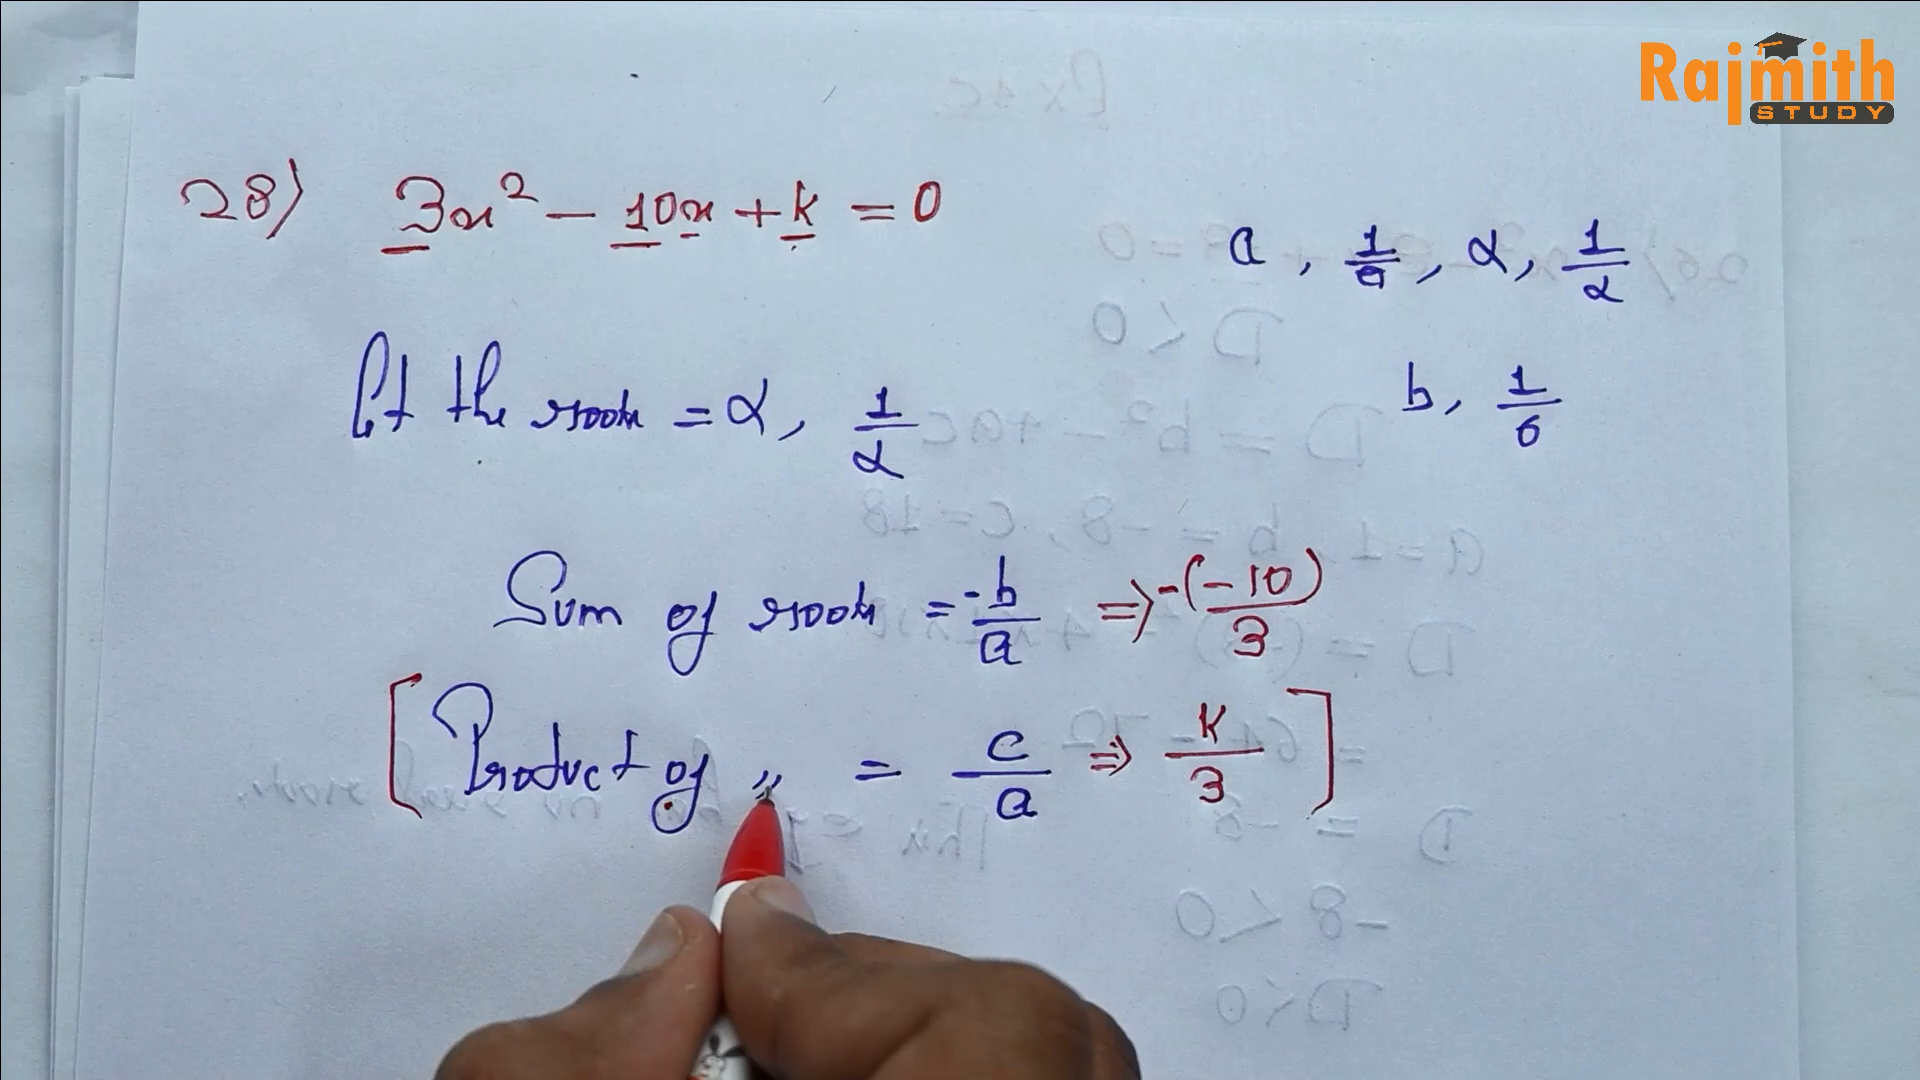 Rajmith
STUDY
28) 3x² - 10x + k = 0
a, 1/a, α, 1/α
Let the roots = α, 1/α
b, 1/6
Sum of roots = -b/a ⇒ -(-10)/3
[Product of 〃 = c/a ⇒ K/3]